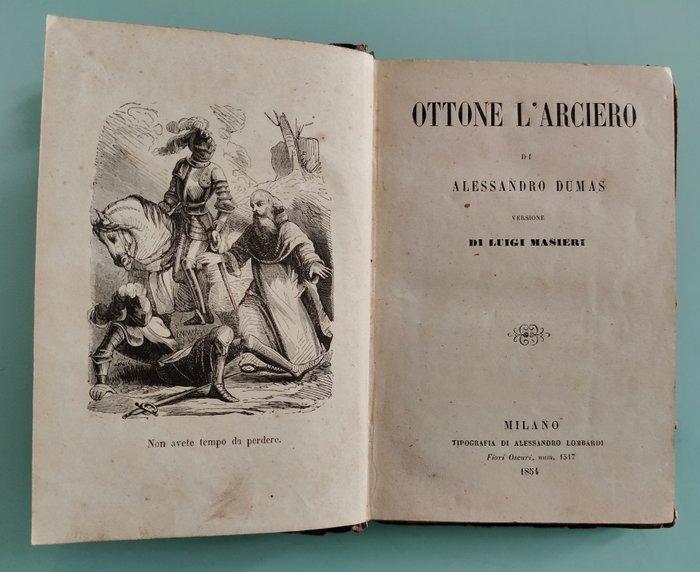 Non avete tempo da perdere.
OTTONE L'ARCIERO
DI
ALESSANDRO DUMAS
VERSIONE
DI LUIGI MASIERI
MILANO
TIPOGRAFIA DI ALESSANDRO LOMBARDI
Fiori Oscuri, num. 1517
1854